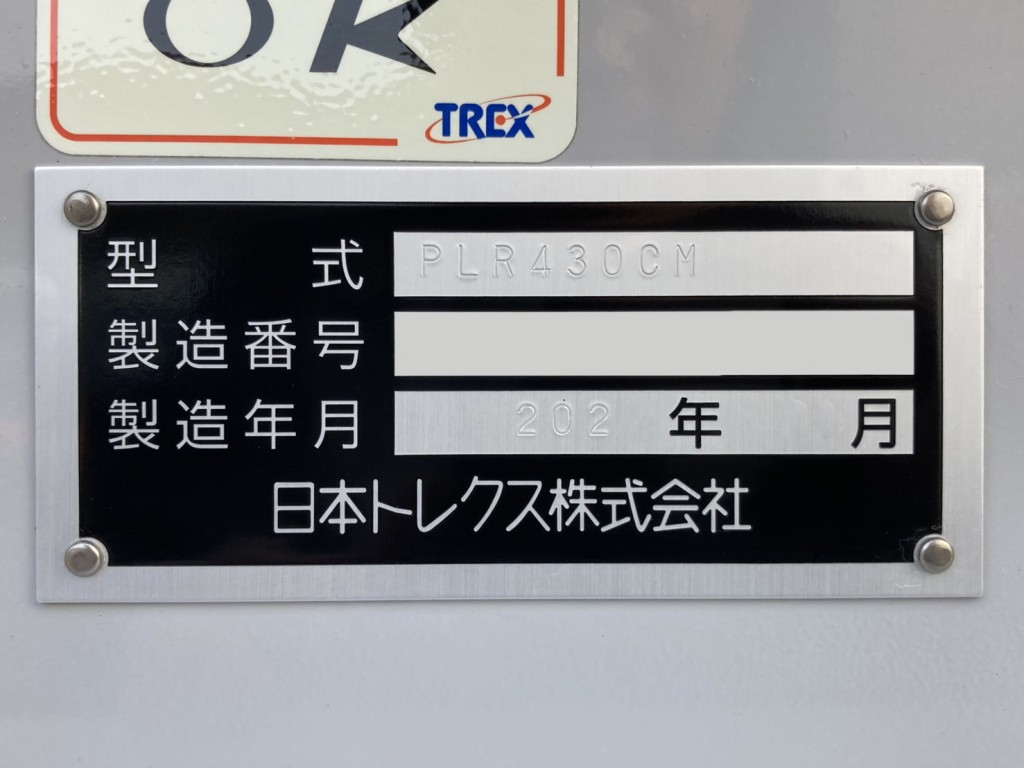 OK
TREX
型 式 PLR430CM
製造番号
製造年月 202 年 月
日本トレクス株式会社